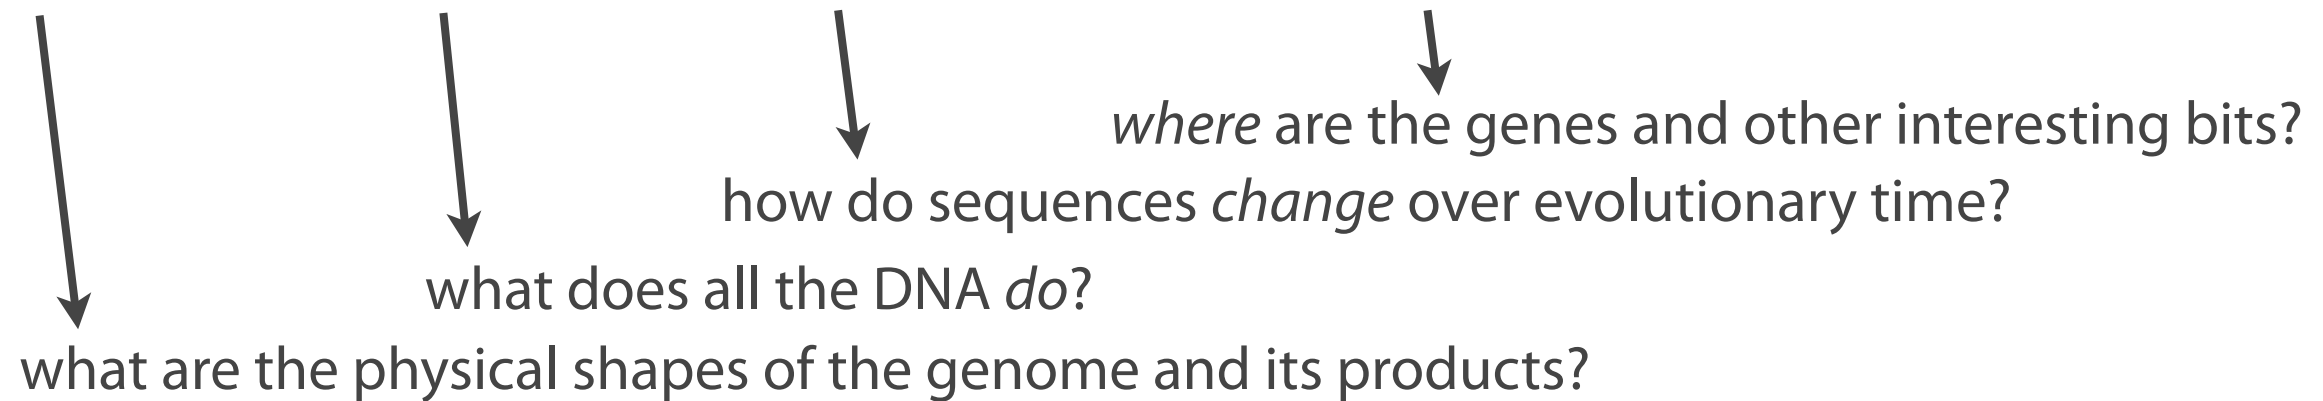 where are the genes and other interesting bits?
how do sequences change over evolutionary time?
what does all the DNA do?
what are the physical shapes of the genome and its products?